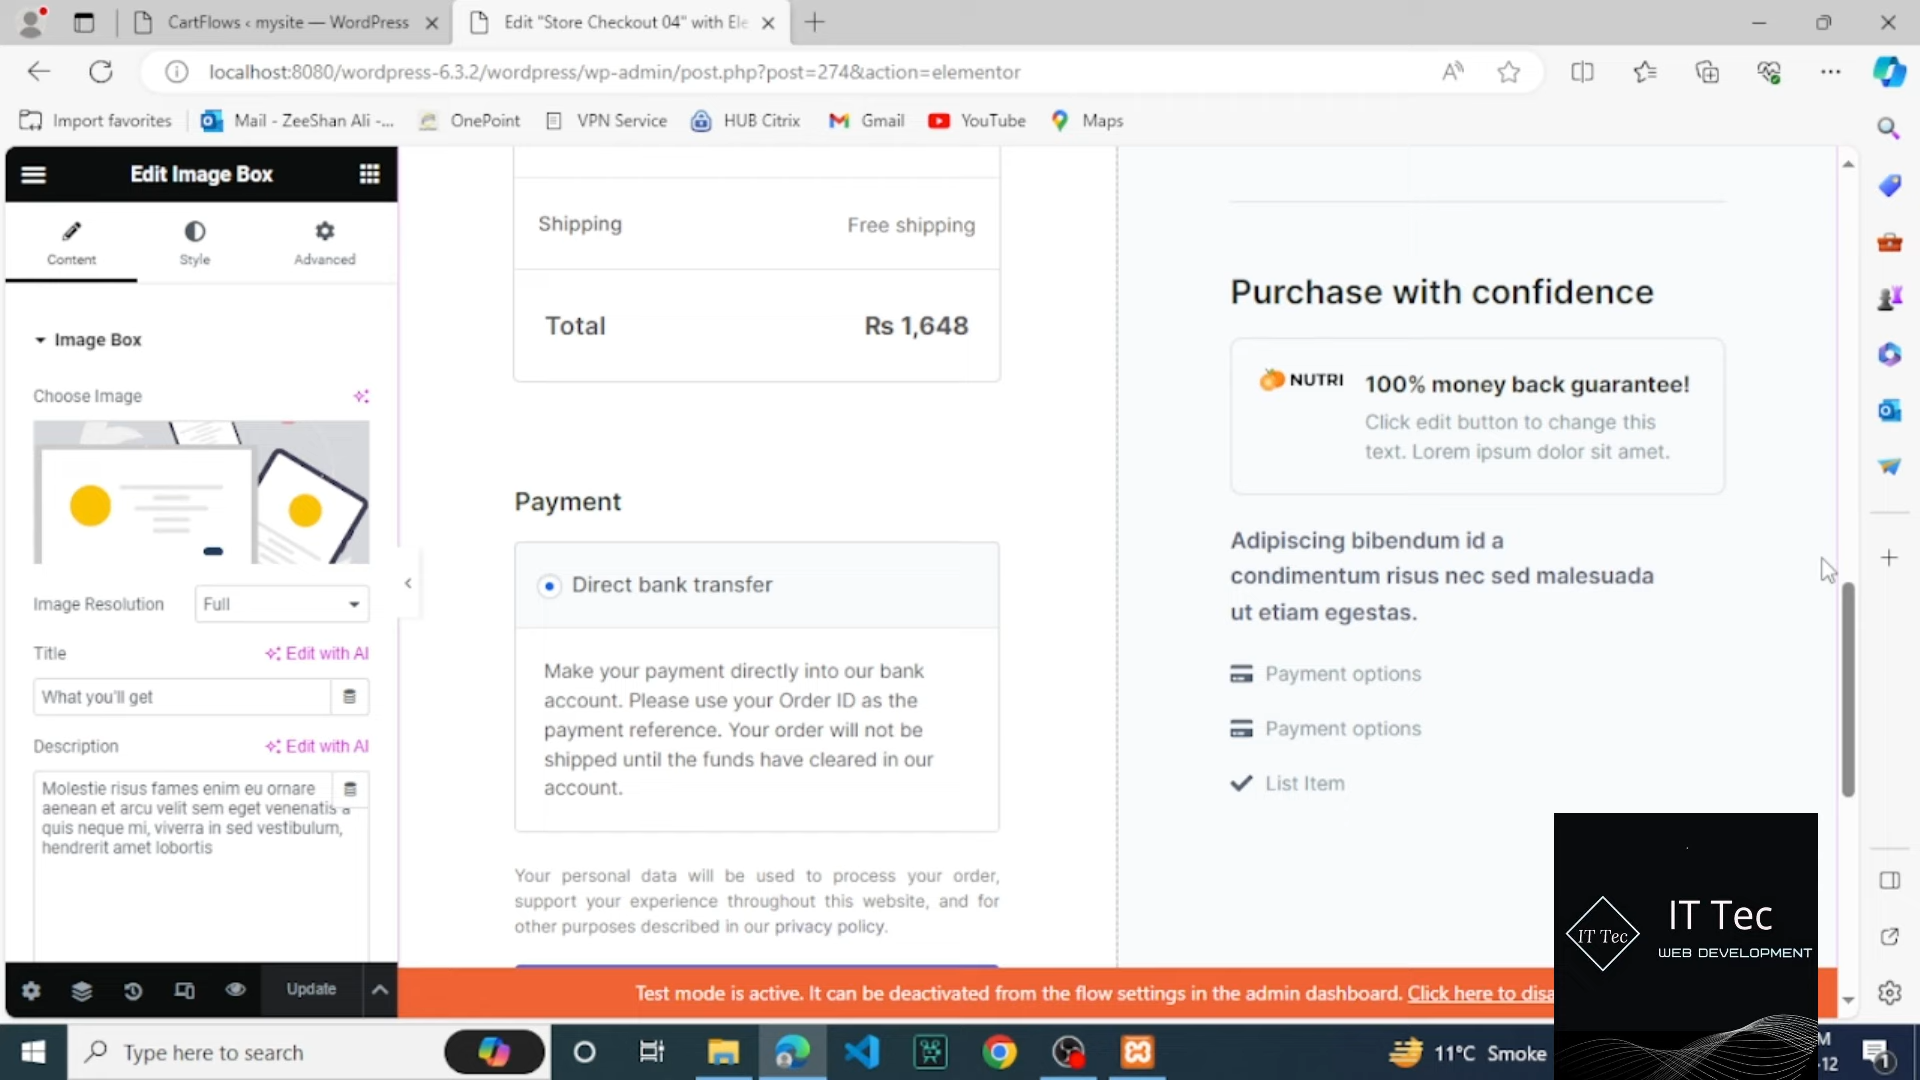 CartFlows ‹ mysite — WordPress
Edit "Store Checkout 04" with Ele
localhost:8080/wordpress-6.3.2/wordpress/wp-admin/post.php?post=274&action=elementor
Import favorites
Mail - ZeeShan Ali -...
OnePoint
VPN Service
HUB Citrix
Gmail
YouTube
Maps
Edit Image Box
Content
Style
Advanced
Image Box
Choose Image
Image Resolution
Full
Title
Edit with AI
What you'll get
Description
Edit with AI
Molestie risus fames enim eu ornare
aenean et arcu velit sem eget venenatis a
quis neque mi, viverra in sed vestibulum,
hendrerit amet lobortis
Update
Shipping
Free shipping
Total
Rs 1,648
Payment
Direct bank transfer
Make your payment directly into our bank
account. Please use your Order ID as the
payment reference. Your order will not be
shipped until the funds have cleared in our
account.
Your personal data will be used to process your order,
support your experience throughout this website, and for
other purposes described in our privacy policy.
Purchase with confidence
NUTRI
100% money back guarantee!
Click edit button to change this
text. Lorem ipsum dolor sit amet.
Adipiscing bibendum id a
condimentum risus nec sed malesuada
ut etiam egestas.
Payment options
Payment options
List Item
Test mode is active. It can be deactivated from the flow settings in the admin dashboard. Click here to disa
IT Tec
IT Tec
WEB DEVELOPMENT
Type here to search
11°C Smoke
M
-12
1